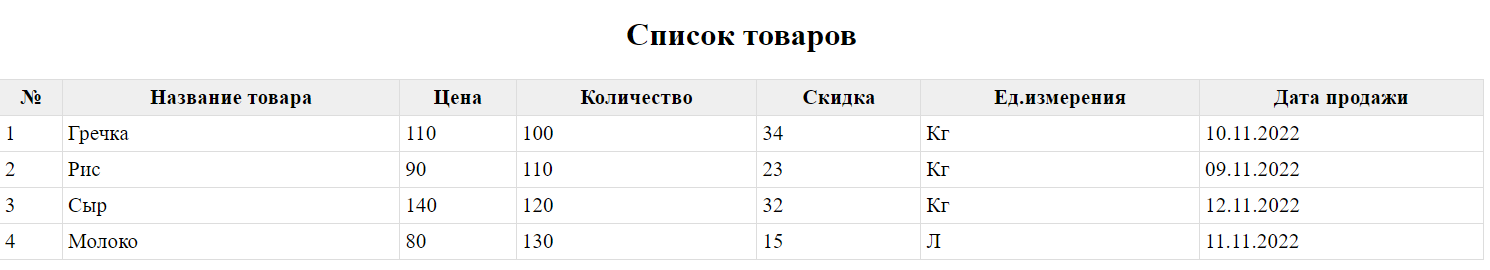 Список товаров
№ Название товара Цена Количество Скидка Ед.измерения Дата продажи
1 Гречка 110 100 34 Кг 10.11.2022
2 Рис 90 110 23 Кг 09.11.2022
3 Сыр 140 120 32 Кг 12.11.2022
4 Молоко 80 130 15 Л 11.11.2022